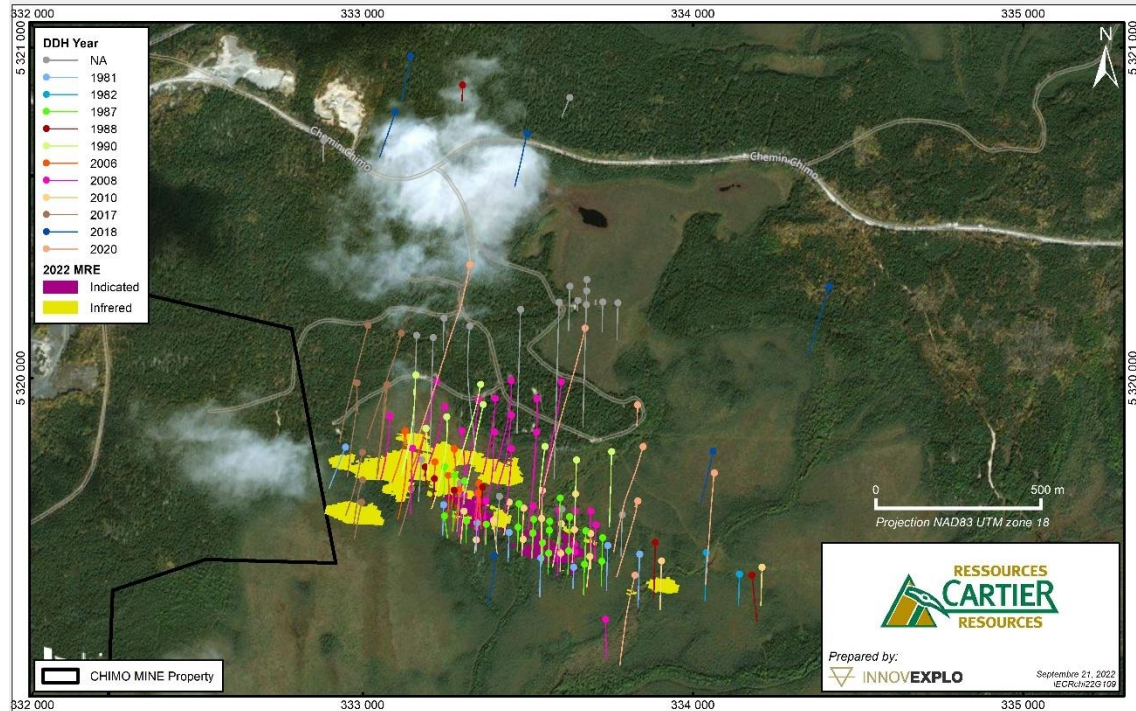 332 000
333 000
334 000
335 000
5 321 000
5 321 000
DDH Year
NA
1981
1982
1987
1988
1990
2006
2008
2010
2017
2018
2020
2022 MRE
Indicated
Infrered
N
Chemin Chimo
Chemin Chimo
5 320 000
5 320 000
0 500 m
Projection NAD83 UTM zone 18
RESSOURCES
CARTIER
RESOURCES
Prepared by:
INNOVEXPLO
Septembre 21, 2022
IECRchi22G109
CHIMO MINE Property
332 000
333 000
334 000
335 000